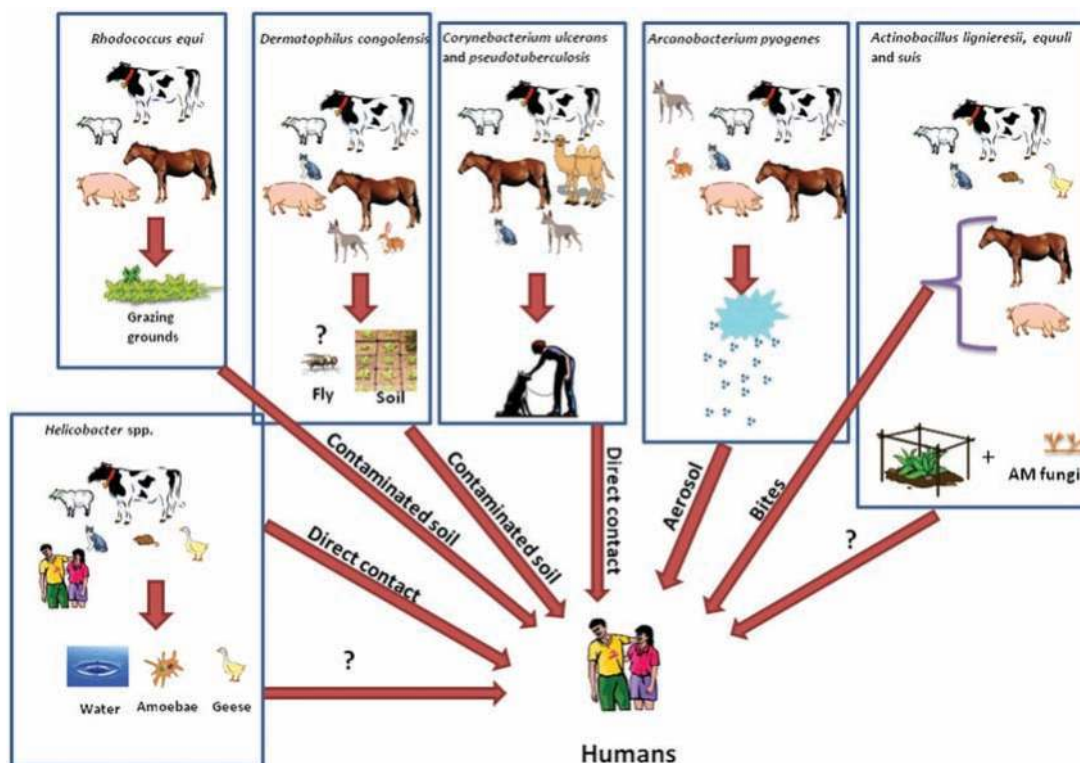 Rhodococcus equi
Grazing
grounds
Dermatophilus congolensis
?
Fly
Soil
Corynebacterium ulcerans
and pseudotuberculosis
Arcanobacterium pyogenes
Actinobacillus lignieresii, equuli
and suis
+
AM fungi
Helicobacter spp.
Water
Amoebae
Geese
Contaminated soil
Contaminated soil
Direct contact
Aerosol
Bites
?
Direct contact
?
Humans